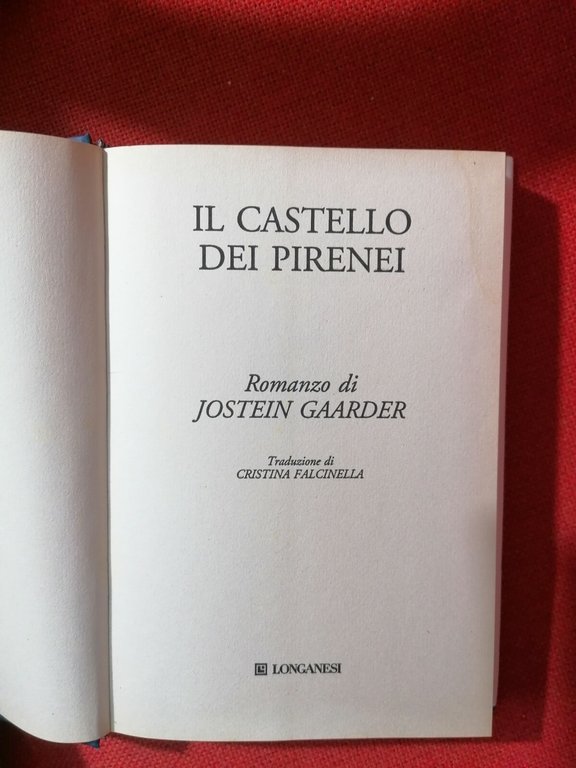 IL CASTELLO
DEI PIRENEI
Romanzo di
JOSTEIN GAARDER
Traduzione di
CRISTINA FALCINELLA
LONGANESI